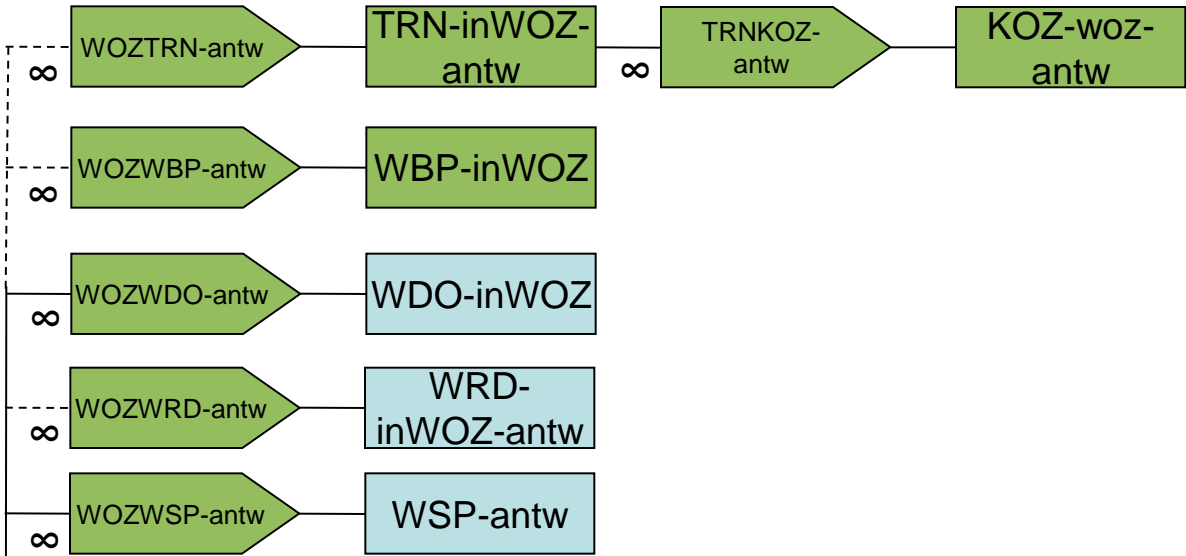 WOZTRN-antw
TRN-inWOZ-
antw
TRNKOZ-
antw
KOZ-woz-
antw
∞
∞
WOZWBP-antw
WBP-inWOZ
∞
WOZWDO-antw
WDO-inWOZ
∞
WOZWRD-antw
WRD-
inWOZ-antw
∞
WOZWSP-antw
WSP-antw
∞